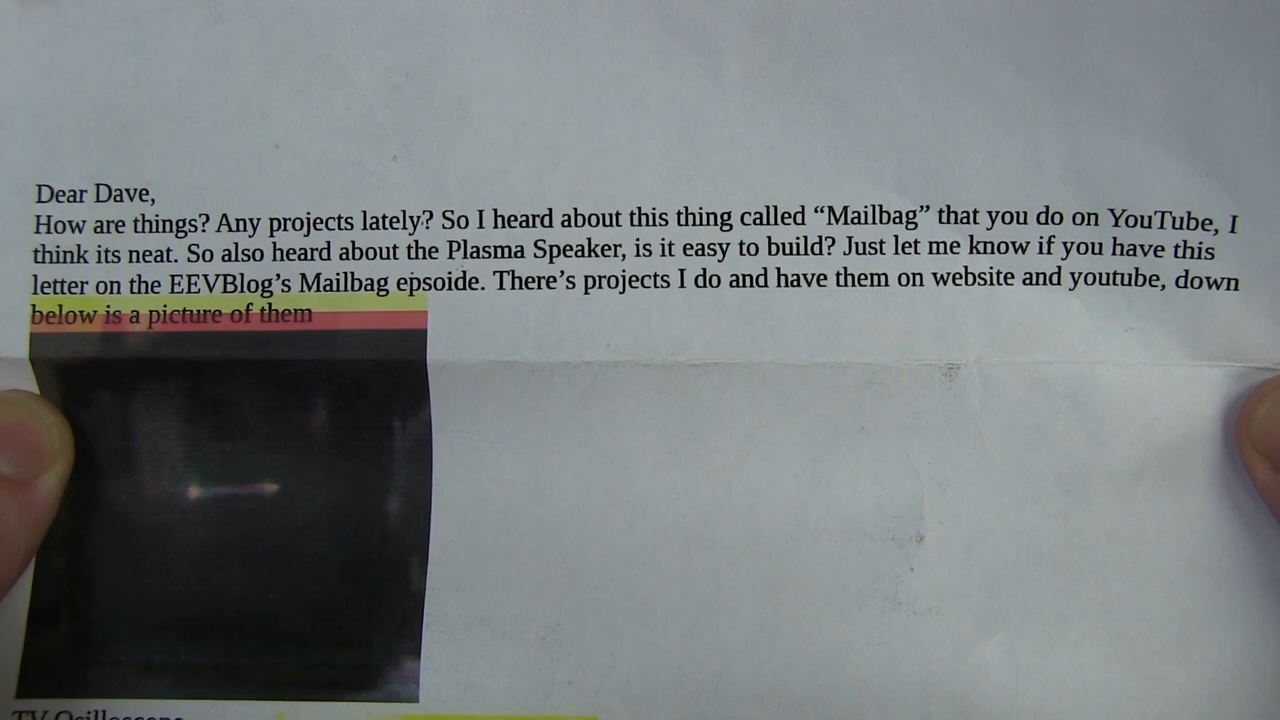 Dear Dave,
How are things? Any projects lately? So I heard about this thing called “Mailbag” that you do on YouTube, I
think its neat. So also heard about the Plasma Speaker, is it easy to build? Just let me know if you have this
letter on the EEVBlog’s Mailbag epsoide. There’s projects I do and have them on website and youtube, down
below is a picture of them
TV Osilloscope